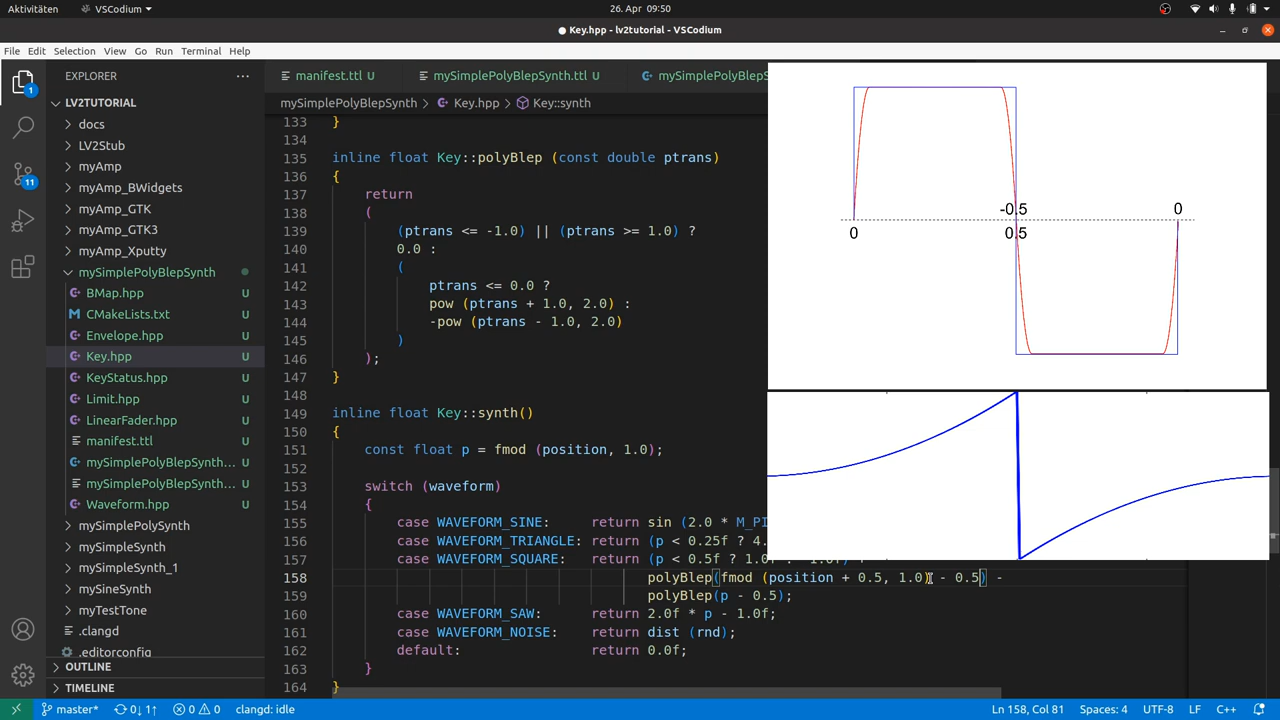 Aktivitäten
VSCodium
26. Apr 09:50
Key.hpp - lv2tutorial - VSCodium
File Edit Selection View Go Run Terminal Help
EXPLORER
manifest.ttl U
mySimplePolyBlepSynth.ttl U
mySimplePolyBlepS
mySimplePolyBlepSynth > Key.hpp > Key::synth
LV2TUTORIAL
docs
LV2Stub
myAmp
myAmp_BWidgets
myAmp_GTK
myAmp_GTK3
myAmp_Xputty
mySimplePolyBlepSynth
BMap.hpp U
CMakeLists.txt U
Envelope.hpp U
Key.hpp U
KeyStatus.hpp U
Limit.hpp U
LinearFader.hpp U
manifest.ttl U
mySimplePolyBlepSynth... U
mySimplePolyBlepSynth... U
Waveform.hpp U
mySimplePolySynth
mySimpleSynth
mySimpleSynth_1
mySineSynth
myTestTone
.clangd
.editorconfig
OUTLINE
TIMELINE
1
11
133 }
134
135 inline float Key::polyBlep (const double ptrans)
136 {
137 return
138 (
139 (ptrans <= -1.0) || (ptrans >= 1.0) ?
140 0.0 :
141 (
142 ptrans <= 0.0 ?
143 pow (ptrans + 1.0, 2.0) :
144 -pow (ptrans - 1.0, 2.0)
145 )
146 );
147 }
148
149 inline float Key::synth()
150 {
151 const float p = fmod (position, 1.0);
152
153 switch (waveform)
154 {
155 case WAVEFORM_SINE: return sin (2.0 * M_PI
156 case WAVEFORM_TRIANGLE: return (p < 0.25f ? 4.
157 case WAVEFORM_SQUARE: return (p < 0.5f ? 1.0f : -1.0f) +
158 polyBlep(fmod (position + 0.5, 1.0) - 0.5) -
159 polyBlep(p - 0.5);
160 case WAVEFORM_SAW: return 2.0f * p - 1.0f;
161 case WAVEFORM_NOISE: return dist (rnd);
162 default: return 0.0f;
163 }
164 }
-0.5 0
0 0.5
master* 0↓ 1↑ 0 0 clangd: idle
Ln 158, Col 81 Spaces: 4 UTF-8 LF C++